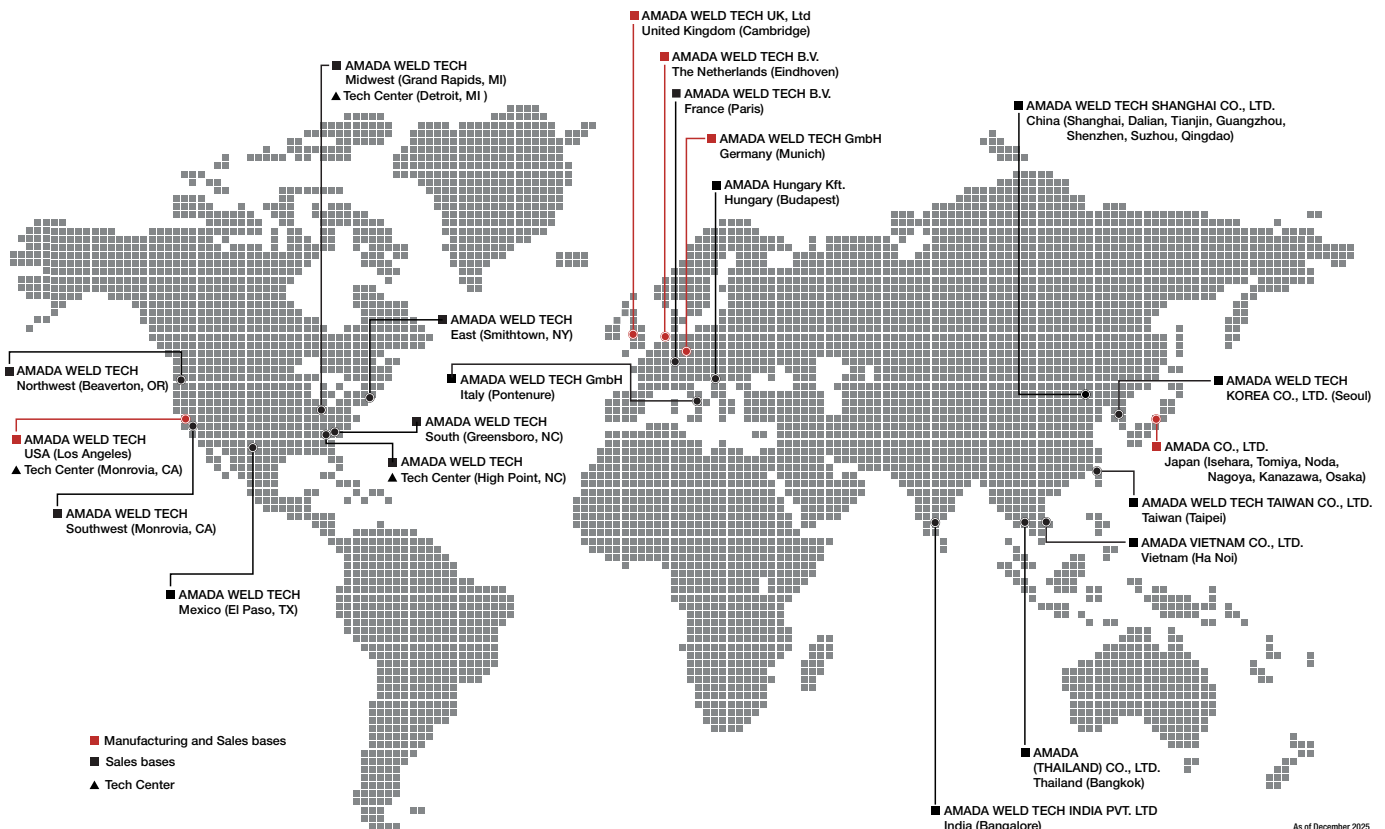 AMADA WELD TECH UK, Ltd
United Kingdom (Cambridge)
AMADA WELD TECH B.V.
The Netherlands (Eindhoven)
AMADA WELD TECH B.V.
France (Paris)
AMADA WELD TECH GmbH
Germany (Munich)
AMADA Hungary Kft.
Hungary (Budapest)
AMADA WELD TECH
Midwest (Grand Rapids, MI)
▲ Tech Center (Detroit, MI )
AMADA WELD TECH SHANGHAI CO., LTD.
China (Shanghai, Dalian, Tianjin, Guangzhou,
Shenzhen, Suzhou, Qingdao)
AMADA WELD TECH
East (Smithtown, NY)
AMADA WELD TECH
Northwest (Beaverton, OR)
AMADA WELD TECH GmbH
Italy (Pontenure)
AMADA WELD TECH
KOREA CO., LTD. (Seoul)
AMADA WELD TECH
USA (Los Angeles)
▲ Tech Center (Monrovia, CA)
AMADA WELD TECH
South (Greensboro, NC)
AMADA WELD TECH
▲ Tech Center (High Point, NC)
AMADA CO., LTD.
Japan (Isehara, Tomiya, Noda,
Nagoya, Kanazawa, Osaka)
AMADA WELD TECH
Southwest (Monrovia, CA)
AMADA WELD TECH TAIWAN CO., LTD.
Taiwan (Taipei)
AMADA VIETNAM CO., LTD.
Vietnam (Ha Noi)
AMADA WELD TECH
Mexico (El Paso, TX)
Manufacturing and Sales bases
Sales bases
▲ Tech Center
AMADA
(THAILAND) CO., LTD.
Thailand (Bangkok)
AMADA WELD TECH INDIA PVT. LTD
India (Bangalore)
As of December 2025